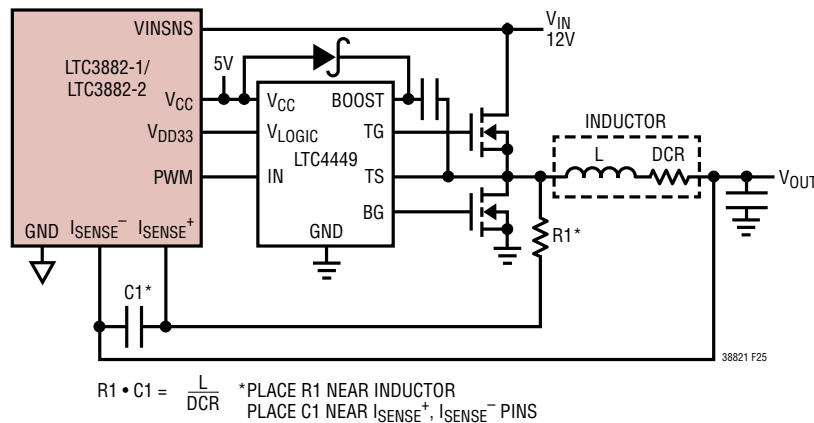 VINSNS
LTC3882-1/
LTC3882-2
VCC
VDD33
PWM
GND
ISENSE–
ISENSE+
5V
VCC
BOOST
VLOGIC
TG
LTC4449
IN
TS
BG
GND
VIN
12V
INDUCTOR
L
DCR
VOUT
R1*
C1*
38821 F25
R1 • C1 = L
DCR
*PLACE R1 NEAR INDUCTOR
PLACE C1 NEAR ISENSE+, ISENSE– PINS